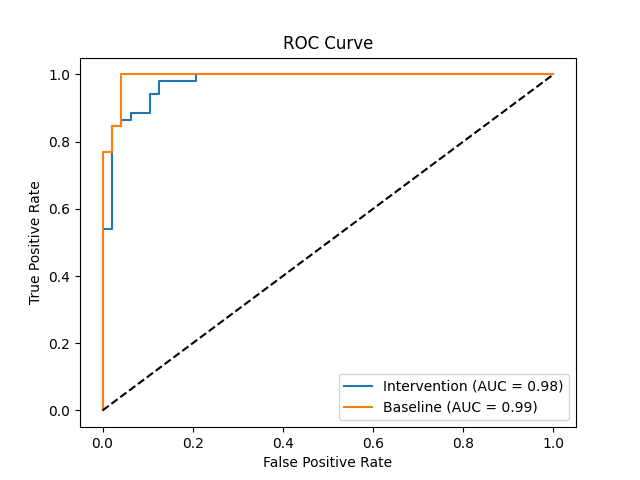 ROC Curve
1.0
0.8
0.6
0.4
0.2
0.0
True Positive Rate
Intervention (AUC = 0.98)
Baseline (AUC = 0.99)
0.0 0.2 0.4 0.6 0.8 1.0
False Positive Rate